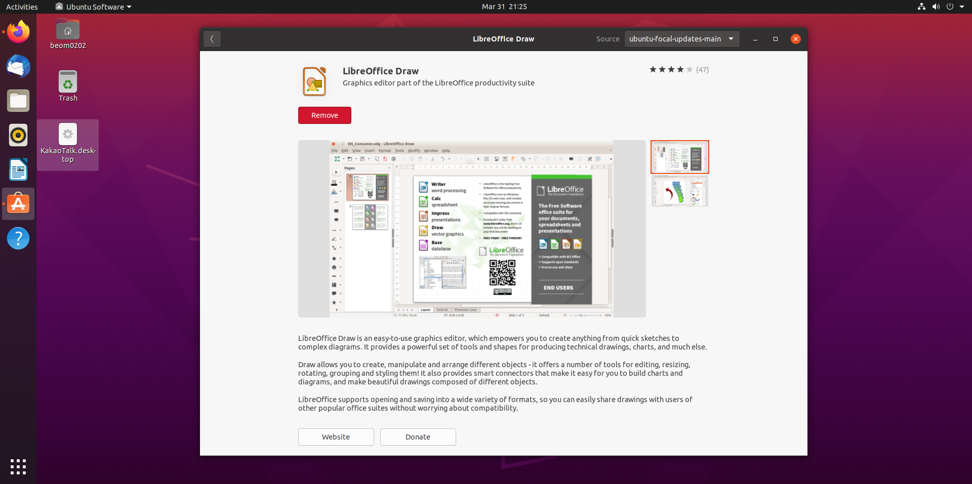 Activities
Ubuntu Software
Mar 31 21:25
beom0202
Trash
KakaoTalk.desk-
top
LibreOffice Draw
Source
ubuntu-focal-updates-main
LibreOffice Draw
Graphics editor part of the LibreOffice productivity suite
(47)
Remove
Writer
word processing
Calc
spreadsheet
Impress
presentations
Draw
vector graphics
Base
database
LibreOffice
LibreOffice
The Free Software
office suite for
your documents,
spreadsheets and
presentations
END USERS
LibreOffice Draw is an easy-to-use graphics editor, which empowers you to create anything from quick sketches to
complex diagrams. It provides a powerful set of tools and shapes for producing technical drawings, charts, and much else.
Draw allows you to create, manipulate and arrange different objects - it offers a number of tools for editing, resizing,
rotating, grouping and styling them! It also provides smart connectors that make it easy for you to build charts and
diagrams, and make beautiful drawings composed of different objects.
LibreOffice supports opening and saving into a wide variety of formats, so you can easily share drawings with users of
other popular office suites without worrying about compatibility.
Website
Donate